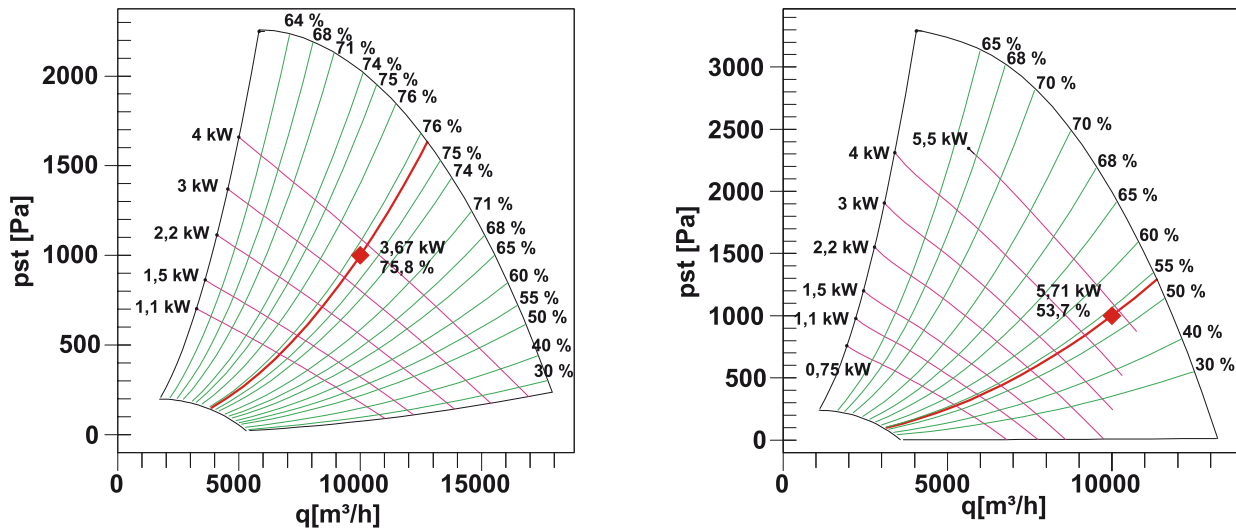 64 %
68 %
71 %
74 %
75 %
76 %
76 %
75 %
74 %
71 %
68 %
65 %
60 %
55 %
50 %
40 %
30 %
4 kW
3 kW
2,2 kW
1,5 kW
1,1 kW
3,67 kW
75,8 %
2000
1500
1000
500
0
pst [Pa]
0
5000
10000
15000
q[m³/h]
65 %
68 %
70 %
70 %
68 %
65 %
60 %
55 %
50 %
40 %
30 %
5,5 kW
4 kW
3 kW
2,2 kW
1,5 kW
1,1 kW
0,75 kW
5,71 kW
53,7 %
3000
2500
2000
1500
1000
500
0
pst [Pa]
0
5000
10000
q[m³/h]